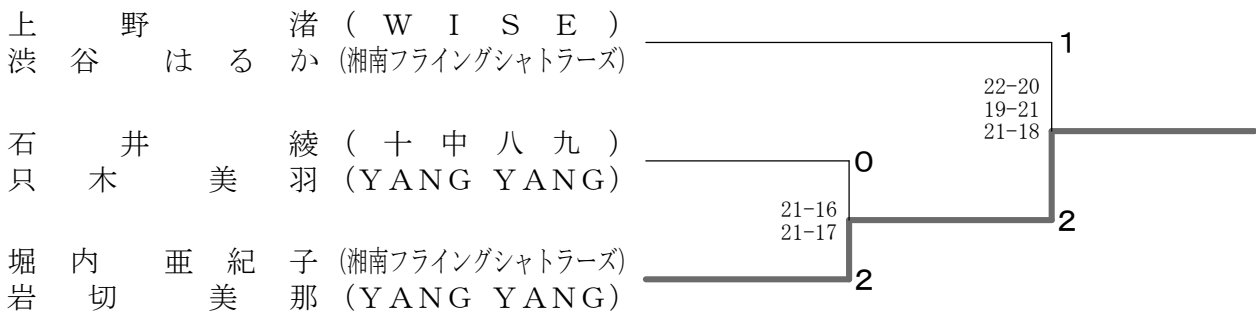 上野 渚 (WISE)
渋谷 はるか (湘南フライングシャトラーズ)
1
22-20
19-21
21-18
石井 綾 (十中八九)
只木 美羽 (YANG YANG)
0
21-16
21-17
2
堀内 亜紀子 (湘南フライングシャトラーズ)
岩切 美那 (YANG YANG)
2